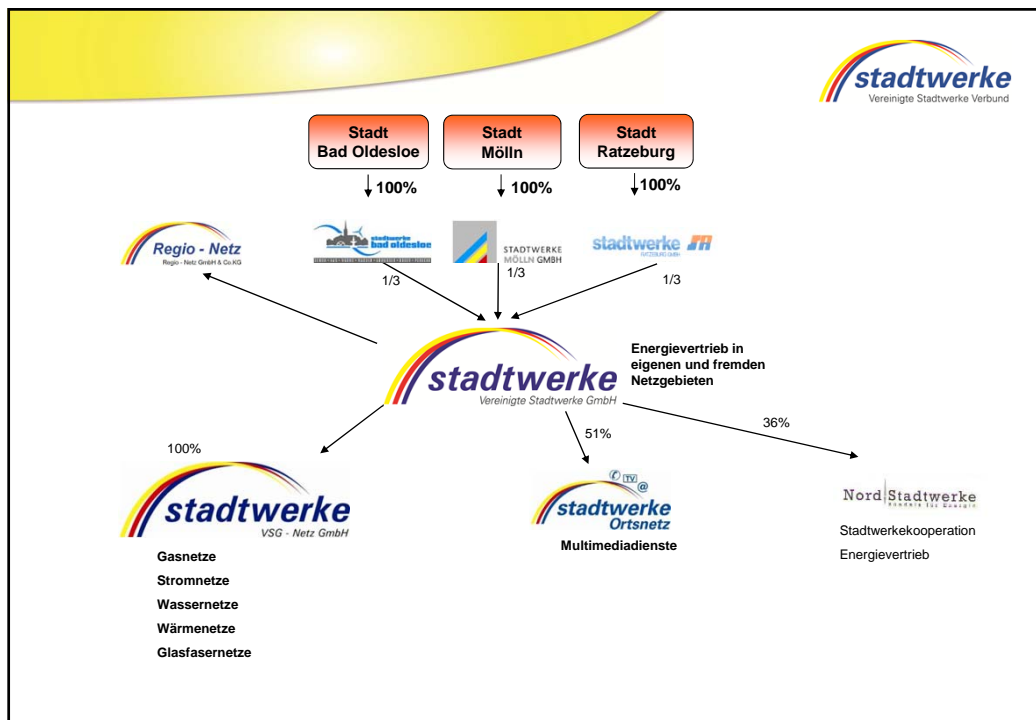 stadtwerke
Vereinigte Stadtwerke Verbund
Stadt
Bad Oldesloe
Stadt
Mölln
Stadt
Ratzeburg
100%
100%
100%
Regio - Netz
Regio - Netz GmbH & Co.KG
stadtwerke
bad oldesloe
STADTWERKE
MÖLLN GMBH
stadtwerke
RATZEBURG GMBH
1/3
1/3
1/3
stadtwerke
Vereinigte Stadtwerke GmbH
Energievertrieb in
eigenen und fremden
Netzgebieten
100%
51%
36%
stadtwerke
VSG - Netz GmbH
Gasnetze
Stromnetze
Wassernetze
Wärmenetze
Glasfasernetze
TV
@
stadtwerke
Ortsnetz
Multimediadienste
Nord Stadtwerke
Handeln für Energie
Stadtwerkekooperation
Energievertrieb